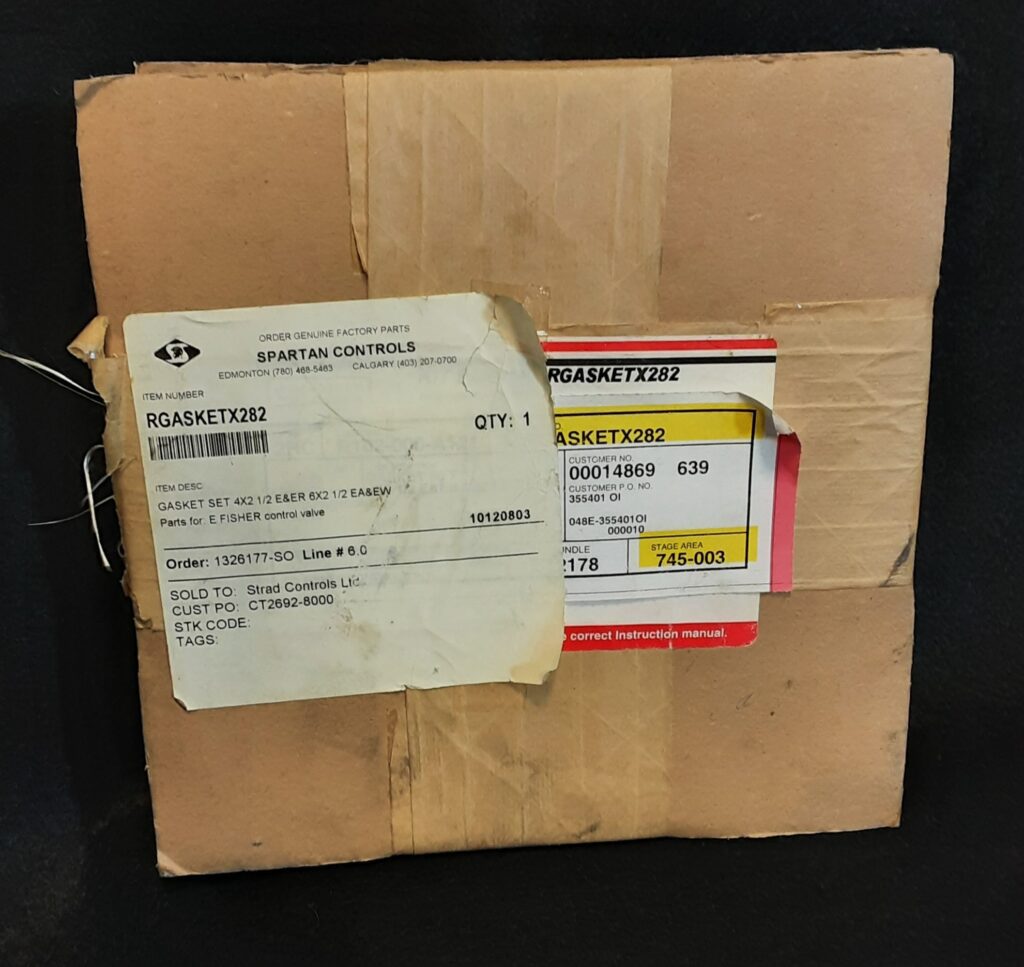 ORDER GENUINE FACTORY PARTS
SPARTAN CONTROLS
EDMONTON (780) 468-5463 CALGARY (403) 207-0700
ITEM NUMBER
RGASKETX282
QTY: 1
ITEM DESC
GASKET SET 4X2 1/2 E&ER 6X2 1/2 EA&EW
Parts for: E FISHER control valve
10120803
Order: 1326177-SO Line # 6.0
SOLD TO: Strad Controls Ltd
CUST PO: CT2692-8000
STK CODE:
TAGS:
RGASKETX282
ASKETX282
CUSTOMER NO.
00014869 639
CUSTOMER P.O. NO.
355401 OI
048E-355401OI
000010
STAGE AREA
2178
745-003
correct Instruction manual.